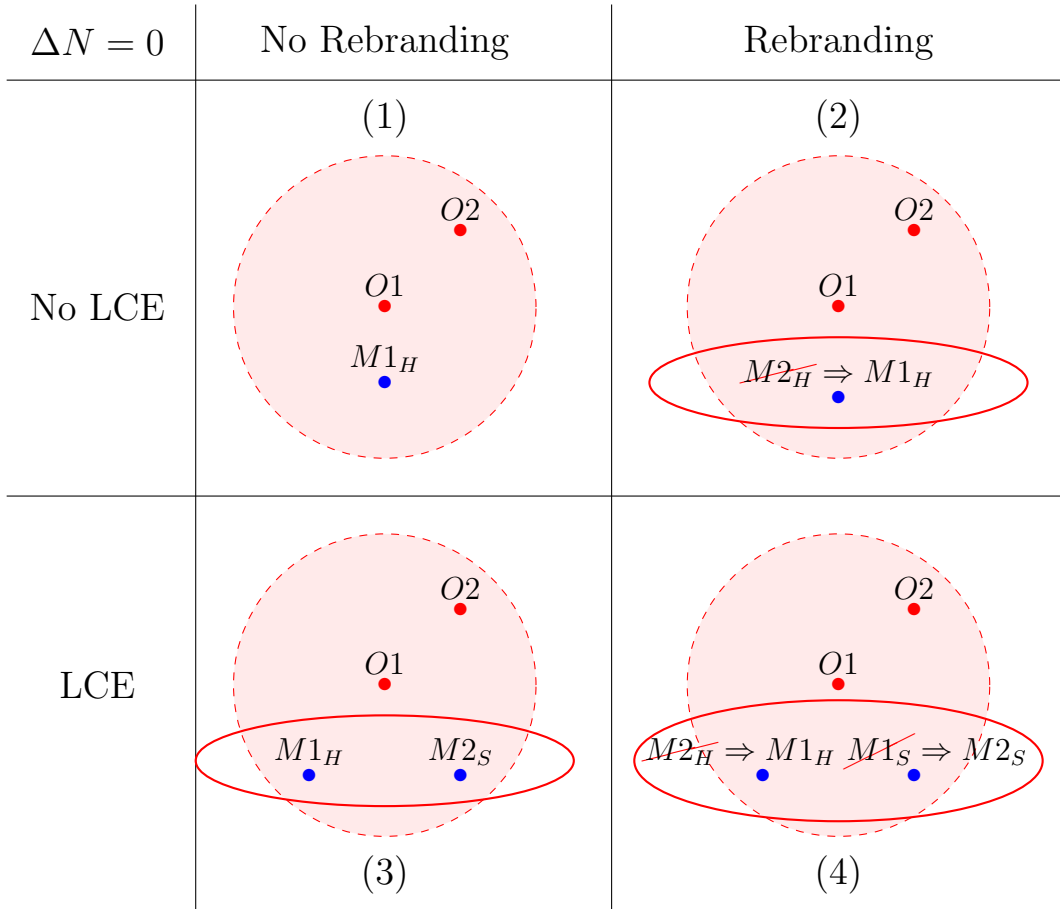 ΔN = 0
No Rebranding
Rebranding
No LCE
(1)
O2
O1
M1_H
(2)
O2
O1
M2_H ⇒ M1_H
LCE
O2
O1
M1_H
M2_S
(3)
O2
O1
M2_H ⇒ M1_H
M1_S ⇒ M2_S
(4)